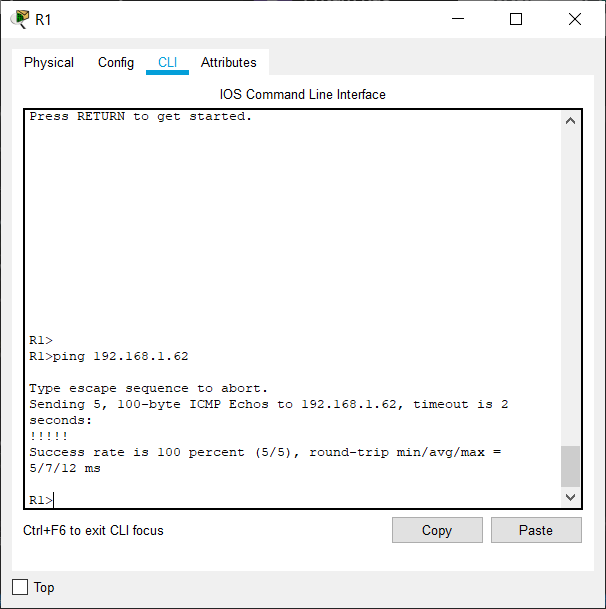 R1
Physical Config CLI Attributes
IOS Command Line Interface
Press RETURN to get started.
R1>
R1>ping 192.168.1.62
Type escape sequence to abort.
Sending 5, 100-byte ICMP Echos to 192.168.1.62, timeout is 2
seconds:
!!!!!
Success rate is 100 percent (5/5), round-trip min/avg/max =
5/7/12 ms
R1>
Ctrl+F6 to exit CLI focus
Copy Paste
Top